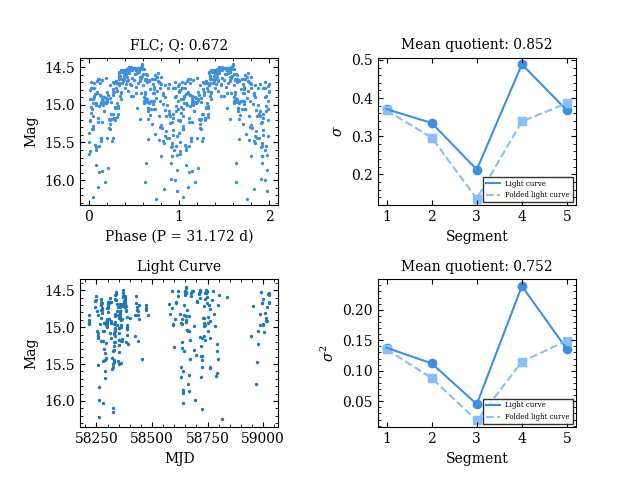 FLC; Q: 0.672
14.5
15.0
15.5
16.0
Mag
0
1
2
Phase (P = 31.172 d)
Mean quotient: 0.852
0.5
0.4
0.3
0.2
σ
Light curve
Folded light curve
1
2
3
4
5
Segment
Light Curve
14.5
15.0
15.5
16.0
Mag
58250
58500
58750
59000
MJD
Mean quotient: 0.752
0.20
0.15
0.10
0.05
σ²
Light curve
Folded light curve
1
2
3
4
5
Segment